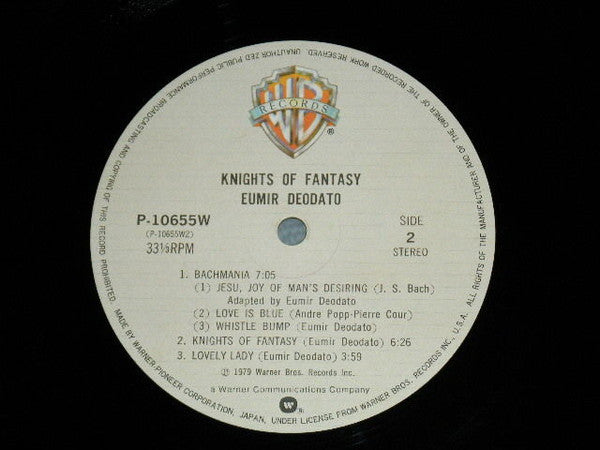 WB
RECORDS
®
KNIGHTS OF FANTASY
EUMIR DEODATO
P-10655W
(P-10655W2)
33⅓RPM
SIDE
2
STEREO
1. BACHMANIA 7:05
(1) JESU, JOY OF MAN'S DESIRING (J. S. Bach)
Adapted by Eumir Deodato
(2) LOVE IS BLUE (Andre Popp-Pierre Cour)
(3) WHISTLE BUMP (Eumir Deodato)
2. KNIGHTS OF FANTASY (Eumir Deodato) 6:26
3. LOVELY LADY (Eumir Deodato) 3:59
℗ 1979 Warner Bros. Records Inc.
a Warner Communications Company
MADE BY WARNER-PIONEER CORPORATION, JAPAN, UNDER LICENSE FROM WARNER BROS. RECORDS INC., U.S.A. ALL RIGHTS OF THE MANUFACTURER AND OF THE OWNER OF THE RECORDED WORK RESERVED. UNAUTHORIZED PUBLIC PERFORMANCE BROADCASTING AND COPYING OF THIS RECORD PROHIBITED.